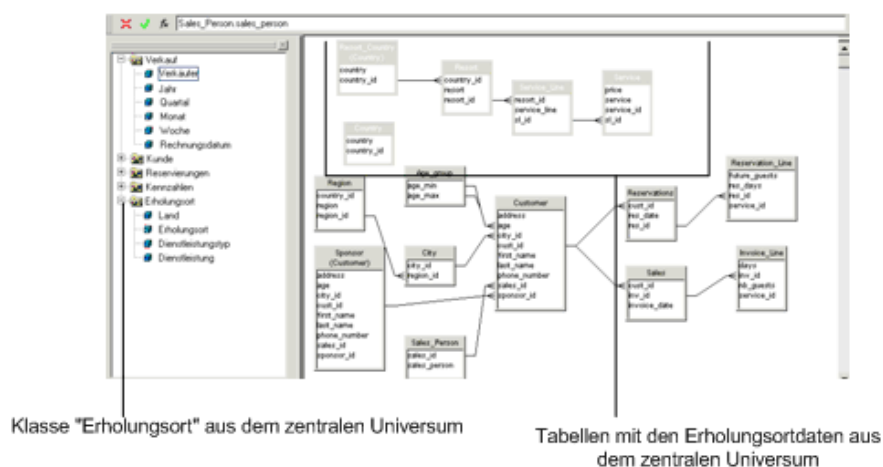 Sales_Person.sales_person
Verkauf
Verkäufer
Jahr
Quartal
Monat
Woche
Rechnungsdatum
Kunde
Reservierungen
Kennzahlen
Erholungsort
Land
Erholungsort
Dienstleistungstyp
Dienstleistung
Resort_Country
(Country)
country
country_id
Resort
country_id
resort
resort_id
Service_Line
resort_id
service_line
sl_id
Service
price
service
service_id
sl_id
Country
country
country_id
Region
country_id
region
region_id
Age_group
age_min
age_max
Customer
address
age
city_id
cust_id
first_name
last_name
phone_number
sales_id
sponsor_id
Reservations
cust_id
res_date
res_id
Reservation_Line
future_guests
res_days
res_id
service_id
Sponsor
(Customer)
address
age
city_id
cust_id
first_name
last_name
phone_number
sales_id
sponsor_id
City
city_id
region_id
Sales
cust_id
inv_id
invoice_date
Invoice_Line
days
inv_id
nb_guests
service_id
Sales_Person
sales_id
sales_person
Klasse "Erholungsort" aus dem zentralen Universum
Tabellen mit den Erholungsortdaten aus
dem zentralen Universum